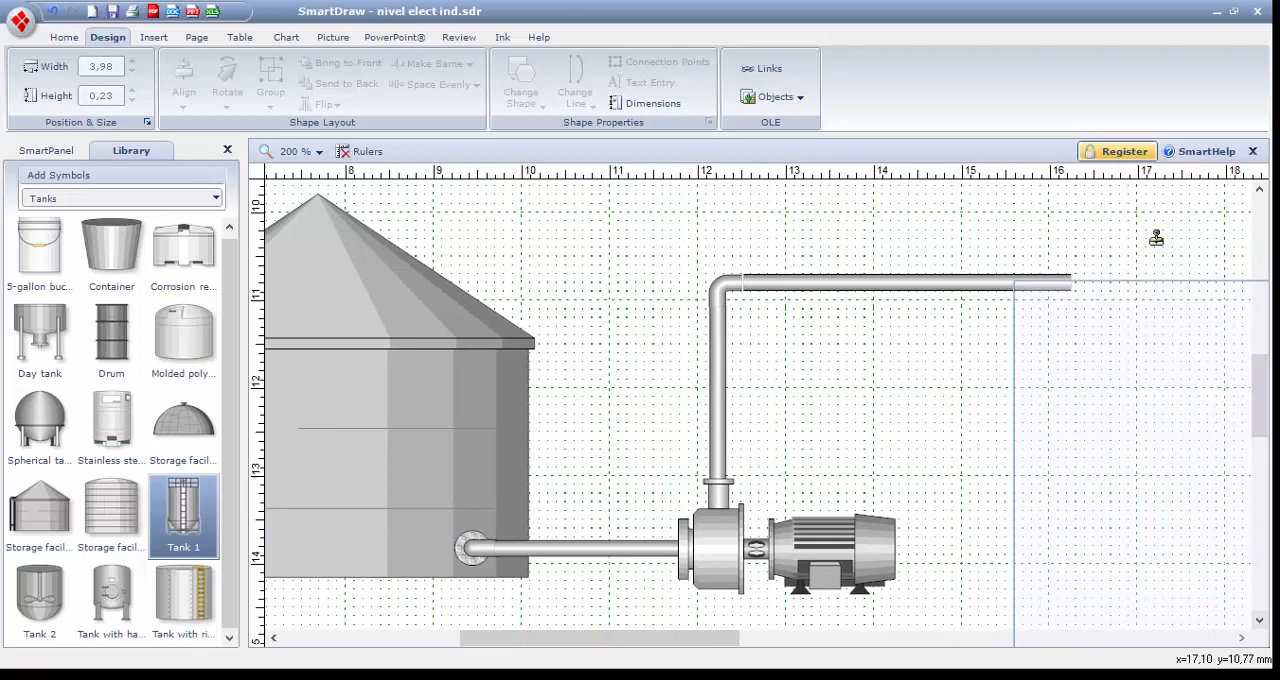 SmartDraw - nivel elect ind.sdr
Home Design Insert Page Table Chart Picture PowerPoint® Review Ink Help
Width 3,98
Height 0,23
Position & Size
Align Rotate Group
Bring to Front
Send to Back
Flip
Make Same
Space Evenly
Shape Layout
Change Shape
Change Line
Connection Points
Text Entry
Dimensions
Shape Properties
Links
Objects
OLE
SmartPanel Library
200 % Rulers
Register SmartHelp
Add Symbols
Tanks
8 9 10 11 12 13 14 15 16 17 18
10
11
12
13
14
5
5-gallon buc... Container Corrosion re...
Day tank Drum Molded poly...
Spherical ta... Stainless ste... Storage facil...
Storage facil... Storage facil... Tank 1
Tank 2 Tank with ha... Tank with ri...
x=17,10 y=10,77 mm